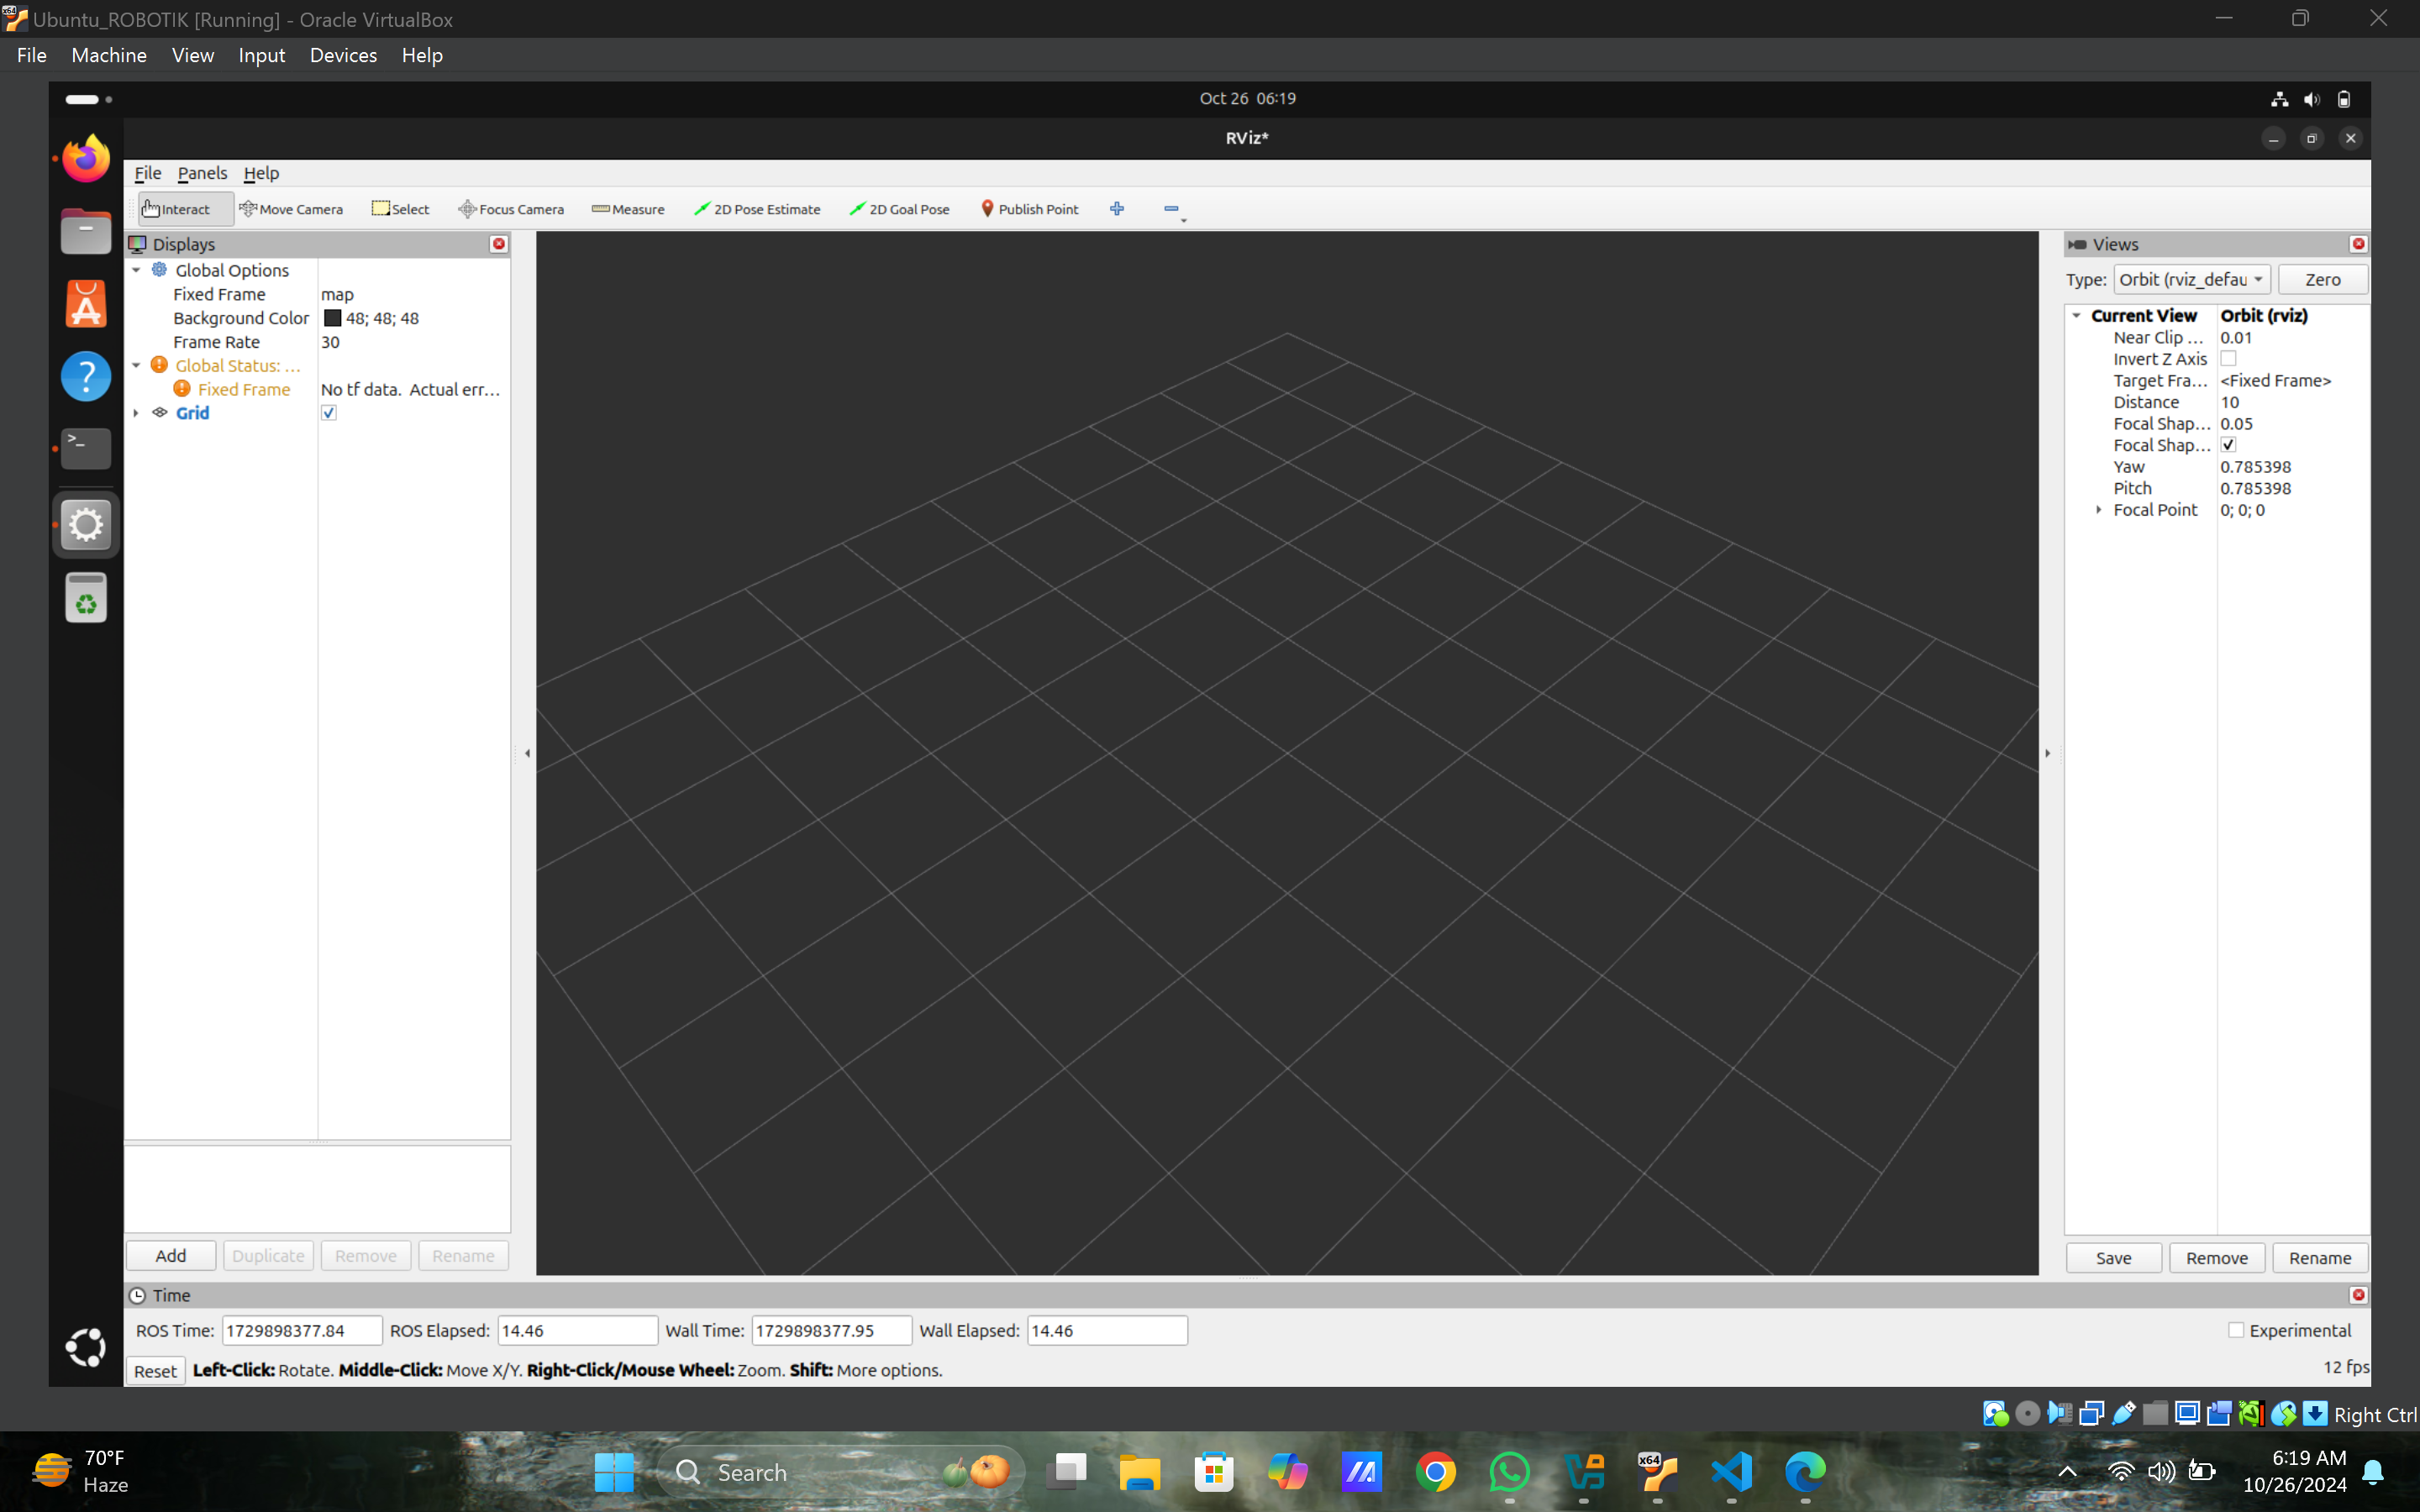 Ubuntu_ROBOTIK [Running] - Oracle VirtualBox
File Machine View Input Devices Help
Oct 26 06:19
RViz*
File Panels Help
Interact Move Camera Select Focus Camera Measure 2D Pose Estimate 2D Goal Pose Publish Point
Displays
Global Options
Fixed Frame map
Background Color 48; 48; 48
Frame Rate 30
Global Status: ...
Fixed Frame No tf data. Actual err...
Grid
Add Duplicate Remove Rename
Views
Type: Orbit (rviz_defau Zero
Current View Orbit (rviz)
Near Clip ... 0.01
Invert Z Axis
Target Fra... <Fixed Frame>
Distance 10
Focal Shap... 0.05
Focal Shap...
Yaw 0.785398
Pitch 0.785398
Focal Point 0; 0; 0
Save Remove Rename
Time
ROS Time: 1729898377.84 ROS Elapsed: 14.46 Wall Time: 1729898377.95 Wall Elapsed: 14.46 Experimental
Reset Left-Click: Rotate. Middle-Click: Move X/Y. Right-Click/Mouse Wheel: Zoom. Shift: More options. 12 fps
Right Ctrl
70°F
Haze
Search
x64
6:19 AM
10/26/2024